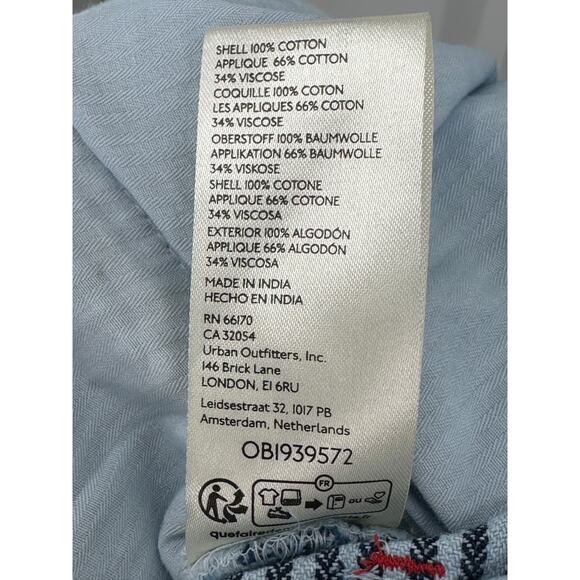 SHELL 100% COTTON
APPLIQUE 66% COTTON
34% VISCOSE
COQUILLE 100% COTON
LES APPLIQUES 66% COTON
34% VISCOSE
OBERSTOFF 100% BAUMWOLLE
APPLIKATION 66% BAUMWOLLE
34% VISKOSE
SHELL 100% COTONE
APPLIQUE 66% COTONE
34% VISCOSA
EXTERIOR 100% ALGODÓN
APPLIQUE 66% ALGODÓN
34% VISCOSA
MADE IN INDIA
HECHO EN INDIA
RN 66170
CA 32054
Urban Outfitters, Inc.
146 Brick Lane
LONDON, E1 6RU
Leidsestraat 32, 1017 PB
Amsterdam, Netherlands
OB1939572
FR
OU